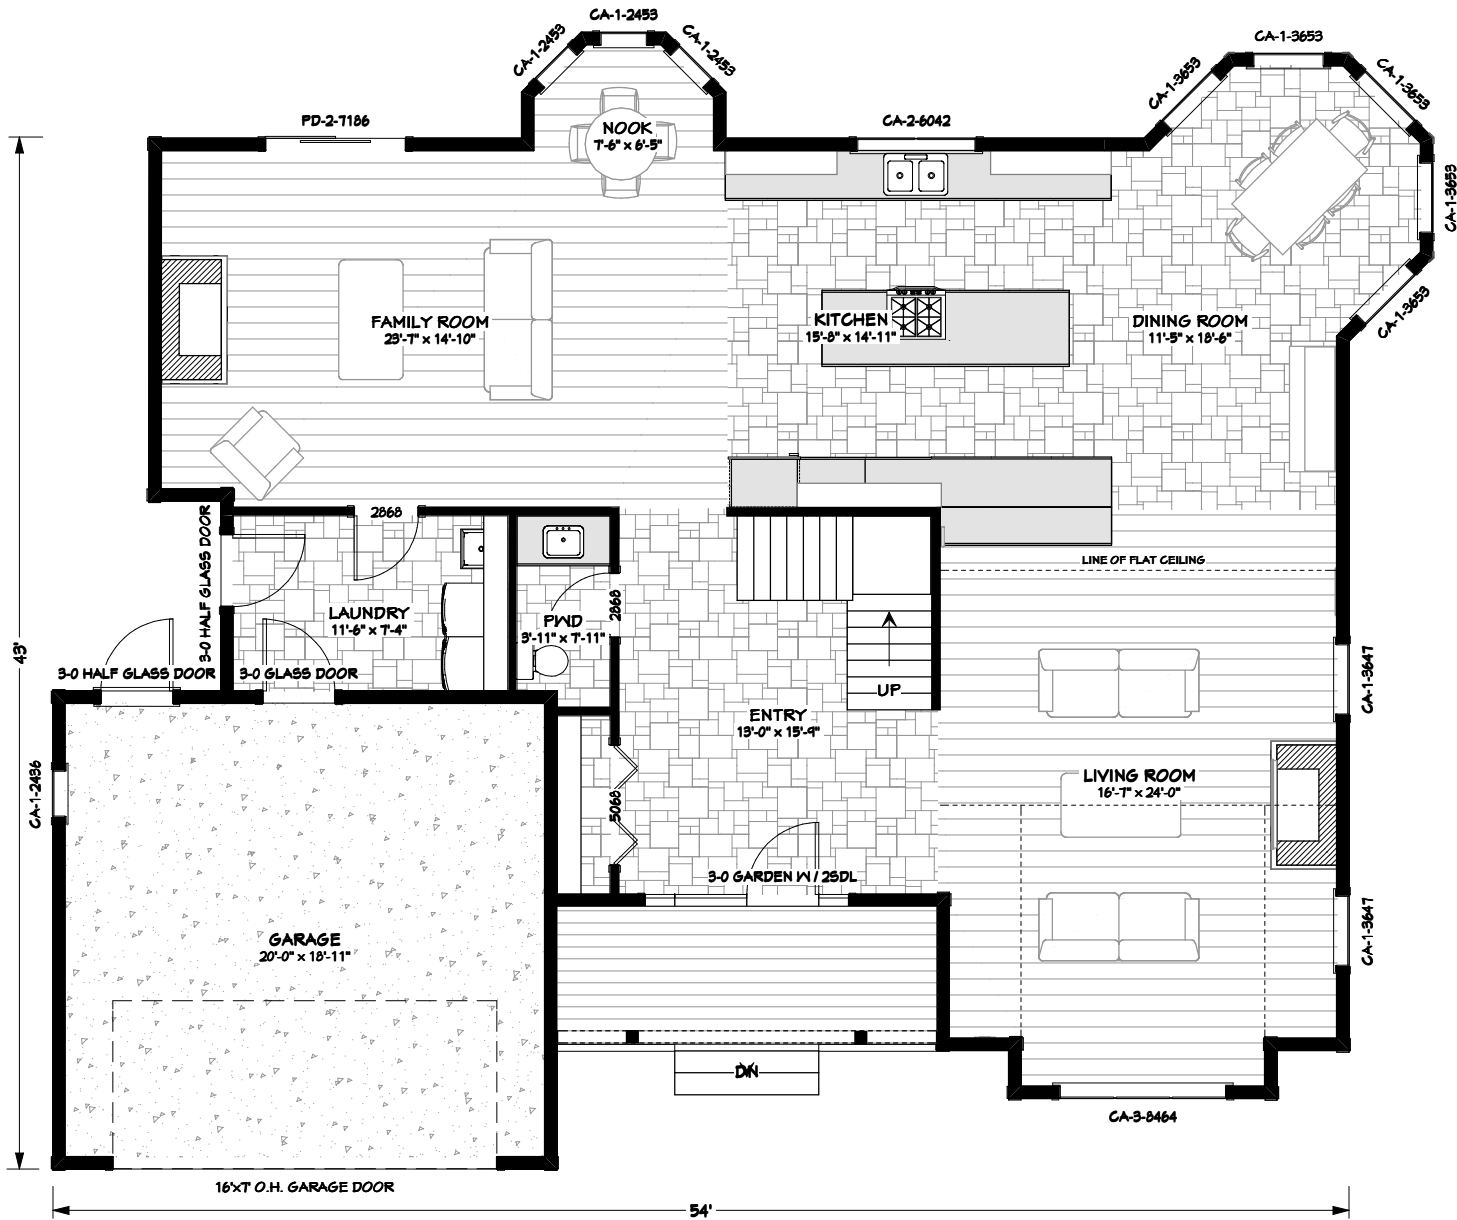 CA-1-2453
CA-1-2453
CA-1-2453
CA-1-3653
CA-1-3653
CA-1-3653
PD-2-7186
CA-2-6042
NOOK
7'-6" x 6'-5"
CA-1-3653
CA-1-3653
FAMILY ROOM
23'-7" x 14'-10"
KITCHEN
15'-8" x 14'-11"
DINING ROOM
11'-5" x 18'-6"
2868
3-0 HALF GLASS DOOR
LINE OF FLAT CEILING
LAUNDRY
11'-6" x 7'-4"
PWD
3'-11" x 7'-11"
2868
43'
3-0 HALF GLASS DOOR
3-0 GLASS DOOR
UP
CA-1-3647
ENTRY
13'-0" x 15'-9"
CA-1-2436
5068
LIVING ROOM
16'-7" x 24'-0"
3-0 GARDEN W / 2SDL
CA-1-3647
GARAGE
20'-0" x 18'-11"
DN
CA-3-8464
16'x7' O.H. GARAGE DOOR
54'